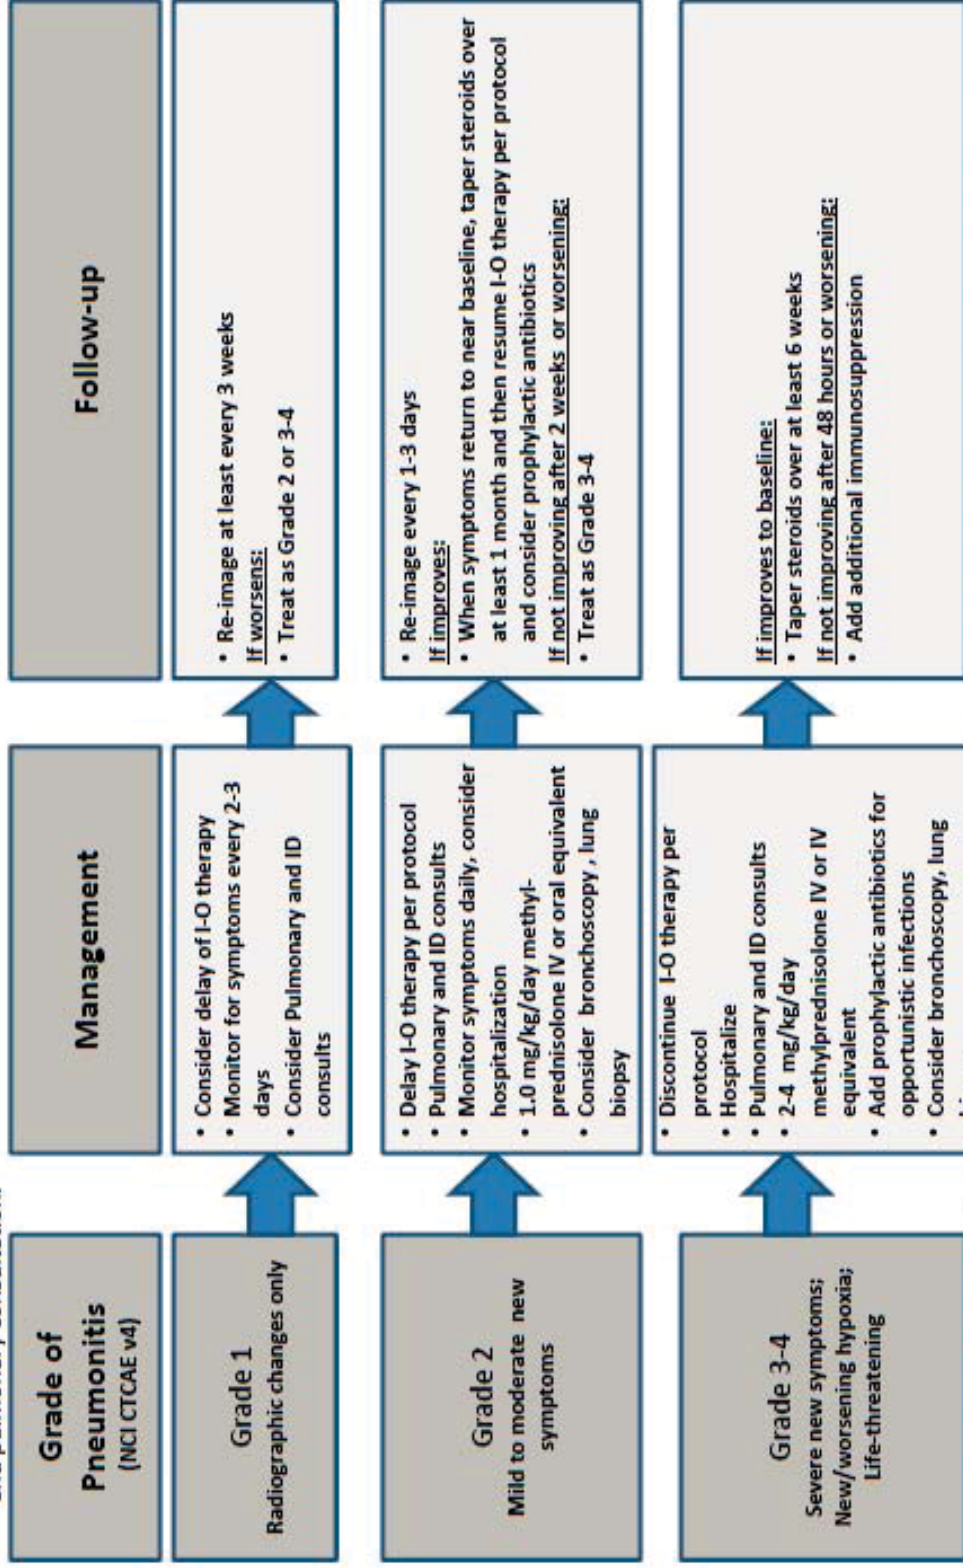 Grade of
Pneumonitis
(NCI CTCAE v4)
Management
Follow-up
Grade 1
Radiographic changes only
• Consider delay of I-O therapy
• Monitor for symptoms every 2-3
days
• Consider Pulmonary and ID
consults
• Re-image at least every 3 weeks
If worsens:
• Treat as Grade 2 or 3-4
Grade 2
Mild to moderate new
symptoms
• Delay I-O therapy per protocol
• Pulmonary and ID consults
• Monitor symptoms daily, consider
hospitalization
• 1.0 mg/kg/day methyl-
prednisolone IV or oral equivalent
• Consider bronchoscopy , lung
biopsy
• Re-image every 1-3 days
If improves:
• When symptoms return to near baseline, taper steroids over
at least 1 month and then resume I-O therapy per protocol
and consider prophylactic antibiotics
If not improving after 2 weeks or worsening:
• Treat as Grade 3-4
Grade 3-4
Severe new symptoms;
New/worsening hypoxia;
Life-threatening
• Discontinue I-O therapy per
protocol
• Hospitalize
• Pulmonary and ID consults
• 2-4 mg/kg/day
methylprednisolone IV or IV
equivalent
• Add prophylactic antibiotics for
opportunistic infections
• Consider bronchoscopy, lung
If improves to baseline:
• Taper steroids over at least 6 weeks
If not improving after 48 hours or worsening:
• Add additional immunosuppression